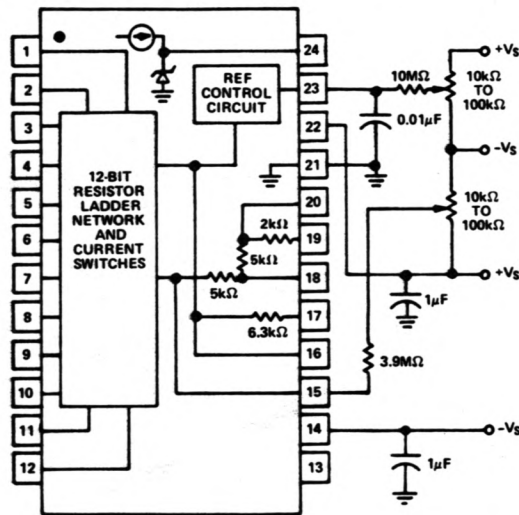 1
2
3
4
5
6
7
8
9
10
11
12
24
23
22
21
20
19
18
17
16
15
14
13
REF
CONTROL
CIRCUIT
12-BIT
RESISTOR
LADDER
NETWORK
AND
CURRENT
SWITCHES
2kΩ
5kΩ
5kΩ
6.3kΩ
10MΩ
0.01μF
+VS
10kΩ
TO
100kΩ
-VS
10kΩ
TO
100kΩ
+VS
1μF
3.9MΩ
-VS
1μF